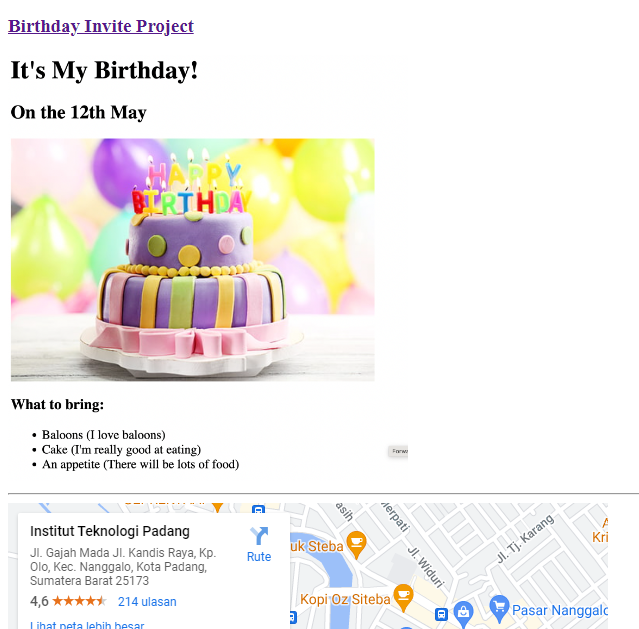 Birthday Invite Project
It's My Birthday!
On the 12th May
HAPPY
BIRTHDAY
What to bring:
Baloons (I love baloons)
Cake (I'm really good at eating)
An appetite (There will be lots of food)
Institut Teknologi Padang
Jl. Gajah Mada Jl. Kandis Raya, Kp.
Olo, Kec. Nanggalo, Kota Padang,
Sumatera Barat 25173
4,6
214 ulasan
Lihat peta lebih besar
Rute
uk Steba
Kopi Oz Siteba
Jl. Widuri
Jl. Tj. Karang
Pasar Nanggalo
Kri